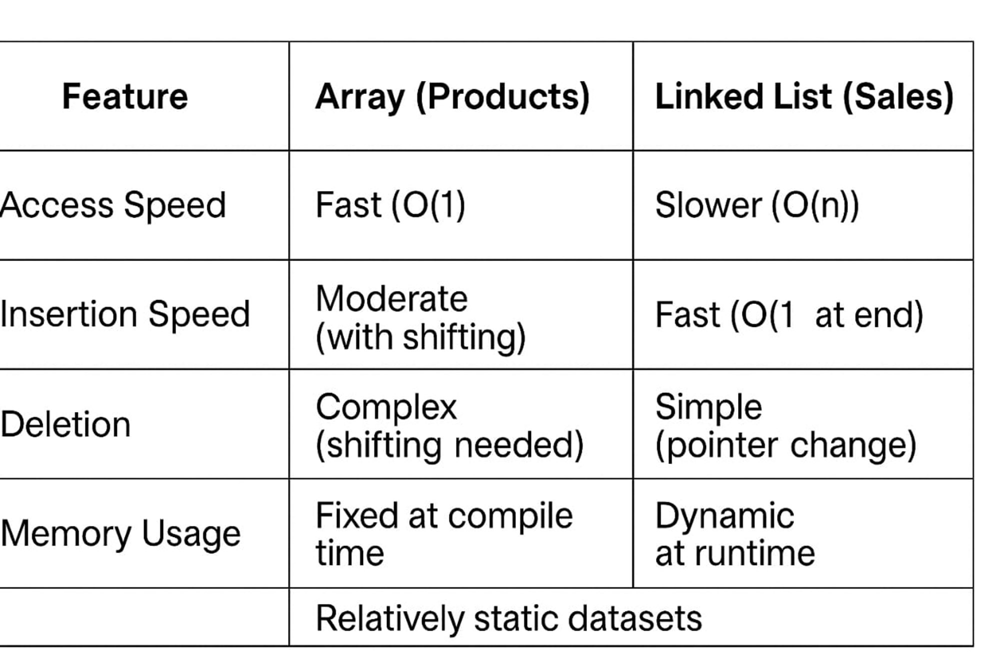 Feature Array (Products) Linked List (Sales)
Access Speed Fast (O(1) Slower (O(n))
Insertion Speed Moderate
(with shifting) Fast (O(1 at end)
Deletion Complex
(shifting needed) Simple
(pointer change)
Memory Usage Fixed at compile
time Dynamic
at runtime
Relatively static datasets